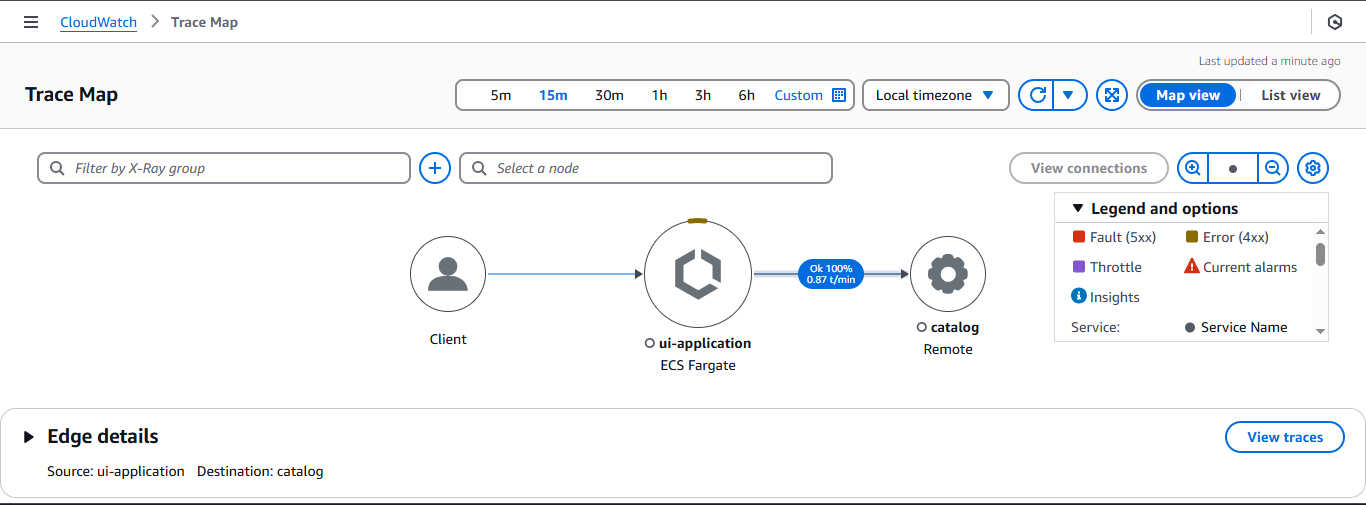 CloudWatch > Trace Map
Last updated a minute ago
Trace Map
5m 15m 30m 1h 3h 6h Custom
Local timezone
Map view
List view
Filter by X-Ray group
Select a node
View connections
Legend and options
Fault (5xx)
Error (4xx)
Throttle
Current alarms
Insights
Service:
Service Name
Ok 100%
0.87 t/min
Client
ui-application
ECS Fargate
catalog
Remote
Edge details
View traces
Source: ui-application Destination: catalog